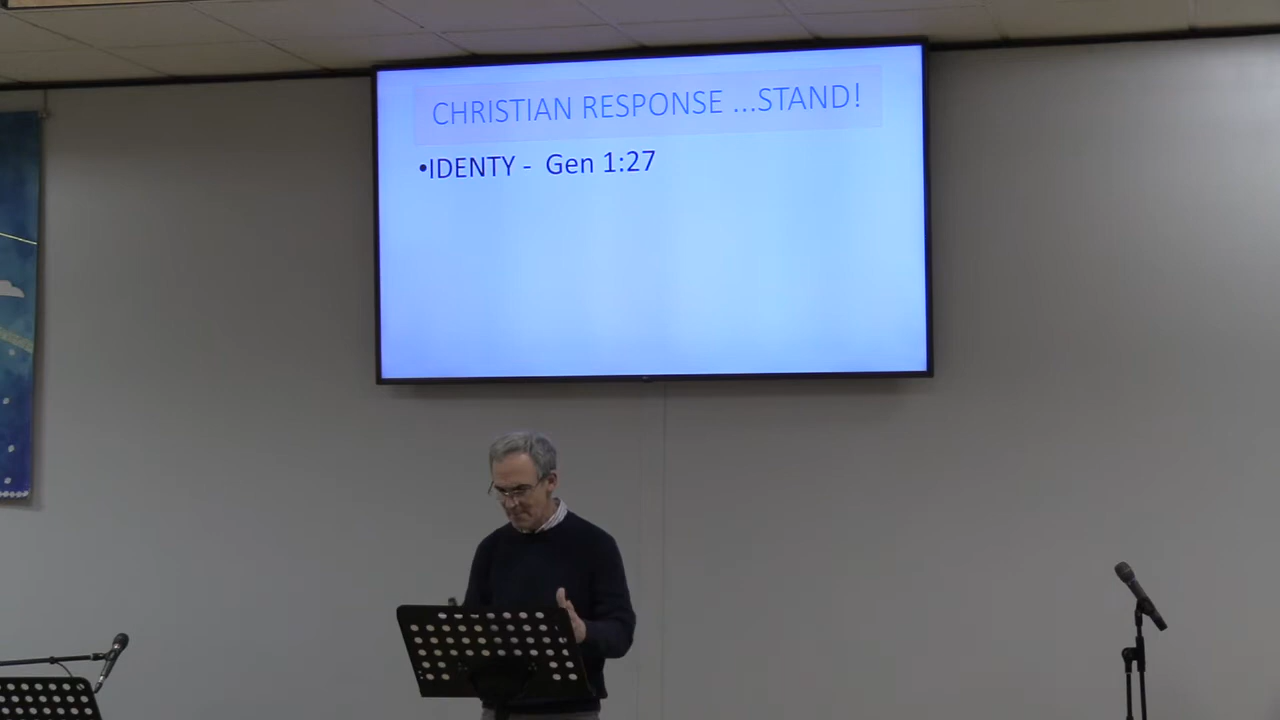 CHRISTIAN RESPONSE ...STAND!
•IDENTY - Gen 1:27